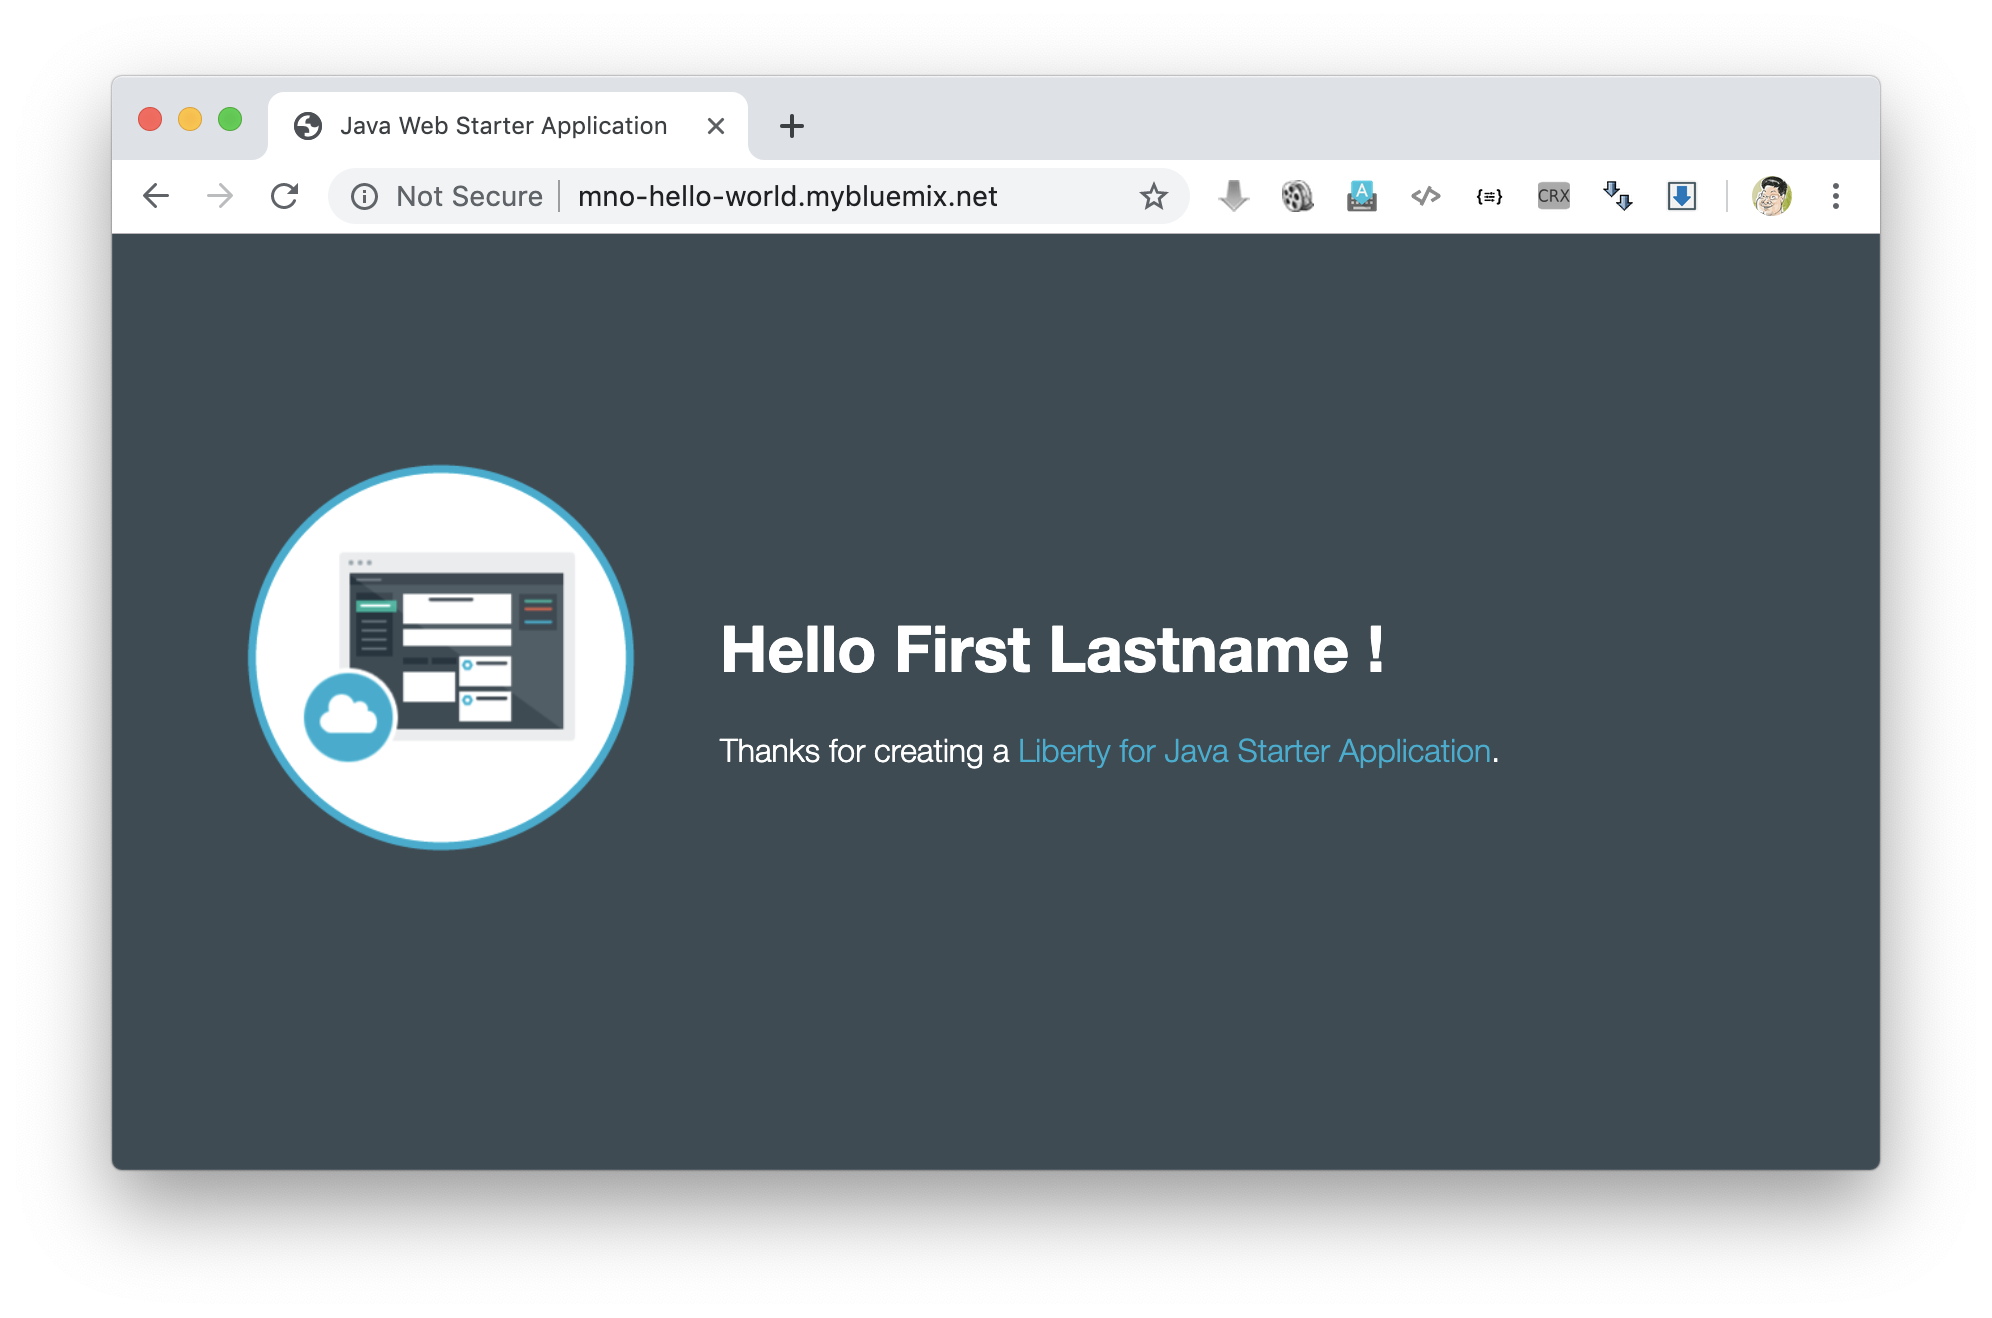 Java Web Starter Application
Not Secure mno-hello-world.mybluemix.net
A
</>
CRX
Hello First Lastname !
Thanks for creating a Liberty for Java Starter Application.